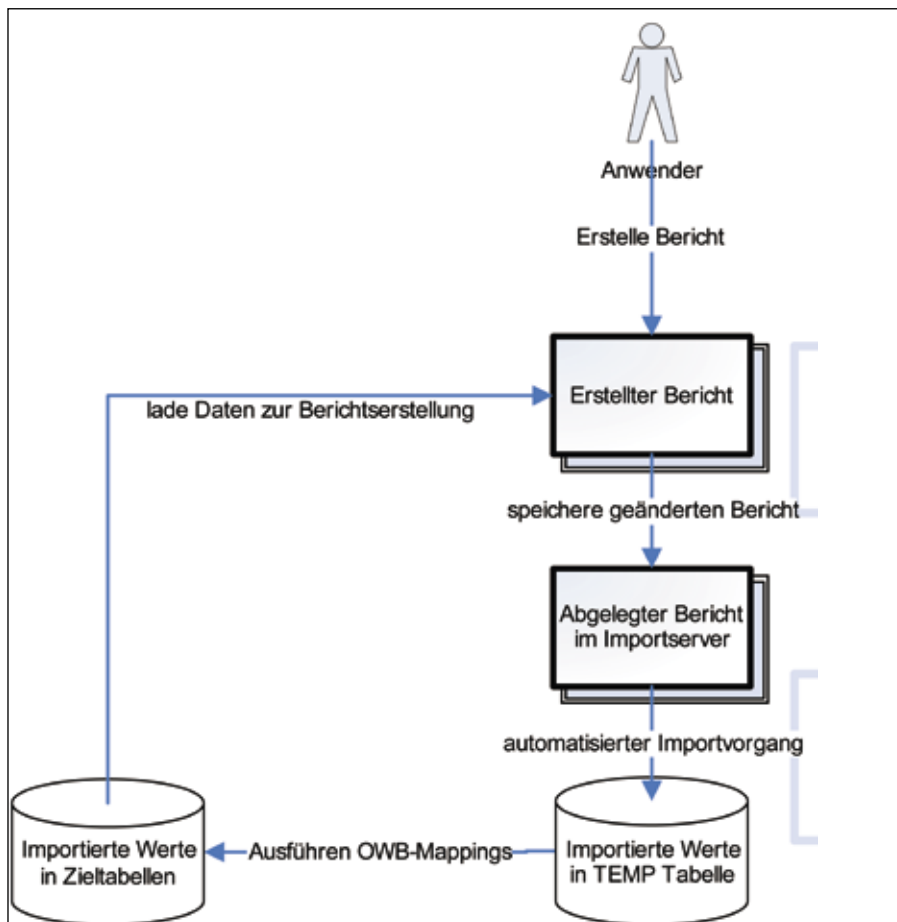 Anwender
Erstelle Bericht
Erstellter Bericht
lade Daten zur Berichtserstellung
speichere geänderten Bericht
Abgelegter Bericht
im Importserver
automatisierter Importvorgang
Importierte Werte
in Zieltabellen
Ausführen OWB-Mappings
Importierte Werte
in TEMP Tabelle